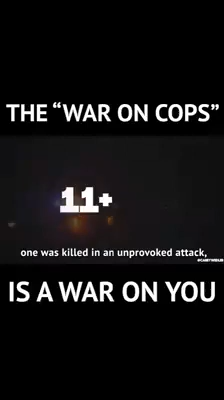 THE “WAR ON COPS”
11+
one was killed in an unprovoked attack,
IS A WAR ON YOU